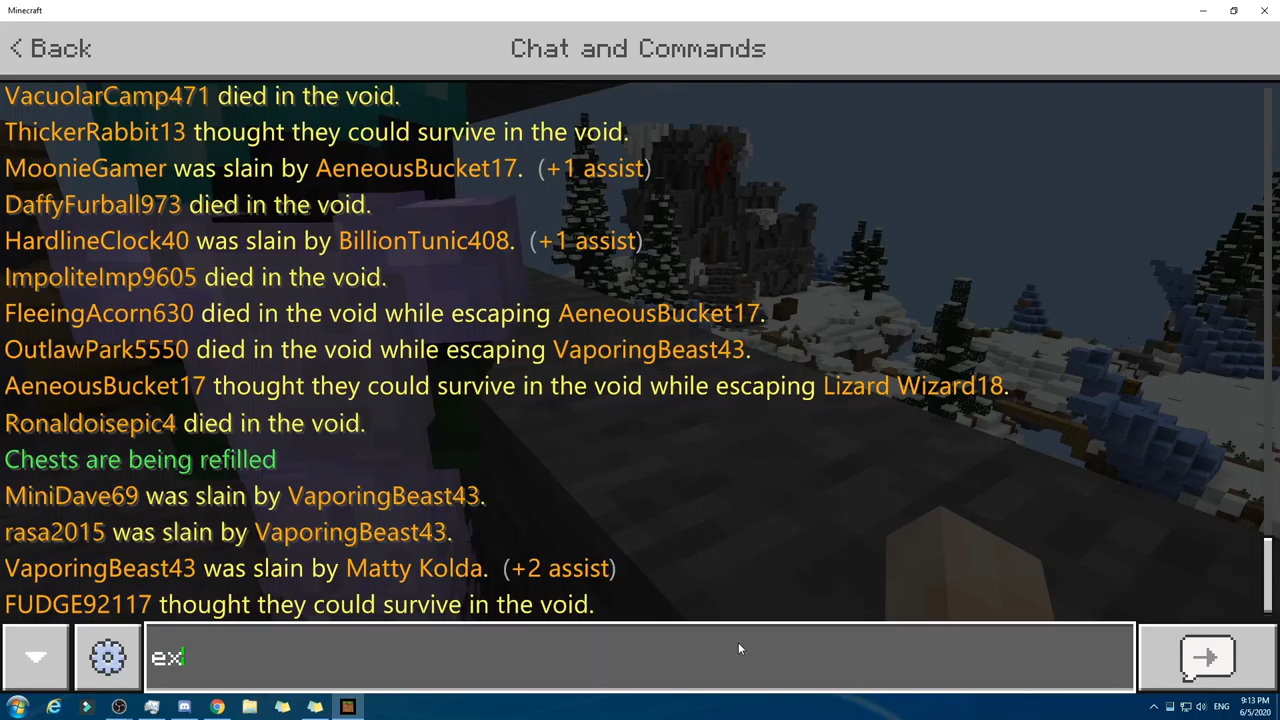 Minecraft
< Back
Chat and Commands
VacuolarCamp471 died in the void.
ThickerRabbit13 thought they could survive in the void.
MoonieGamer was slain by AeneousBucket17. (+1 assist)
DaffyFurball973 died in the void.
HardlineClock40 was slain by BillionTunic408. (+1 assist)
ImpoliteImp9605 died in the void.
FleeingAcorn630 died in the void while escaping AeneousBucket17.
OutlawPark5550 died in the void while escaping VaporingBeast43.
AeneousBucket17 thought they could survive in the void while escaping Lizard Wizard18.
Ronaldoisepic4 died in the void.
Chests are being refilled
MiniDave69 was slain by VaporingBeast43.
rasa2015 was slain by VaporingBeast43.
VaporingBeast43 was slain by Matty Kolda. (+2 assist)
FUDGE92117 thought they could survive in the void.
ex
ENG
9:13 PM
6/5/2020